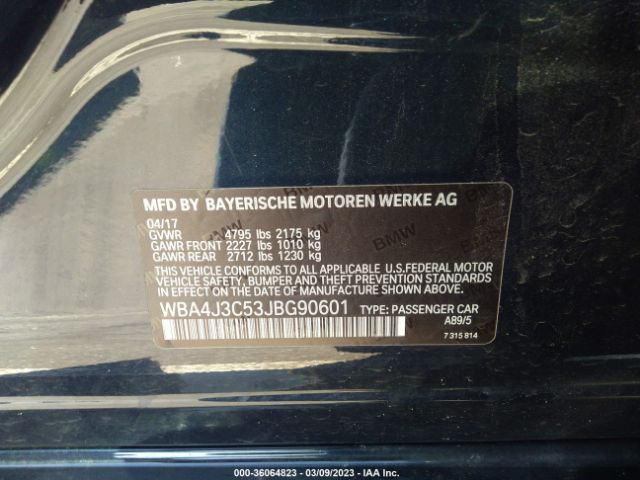 MFD BY BAYERISCHE MOTOREN WERKE AG
04/17
GVWR 4795 lbs 2175 kg
GAWR FRONT 2227 lbs 1010 kg
GAWR REAR 2712 lbs 1230 kg
THIS VEHICLE CONFORMS TO ALL APPLICABLE U.S.FEDERAL MOTOR
VEHICLE SAFETY, BUMPER AND THEFT PREVENTION STANDARDS
IN EFFECT ON THE DATE OF MANUFACTURE SHOWN ABOVE.
WBA4J3C53JBG90601 TYPE: PASSENGER CAR
A89/5
7 315 814
000-36064823 / 03/09/2023 - IAA Inc.